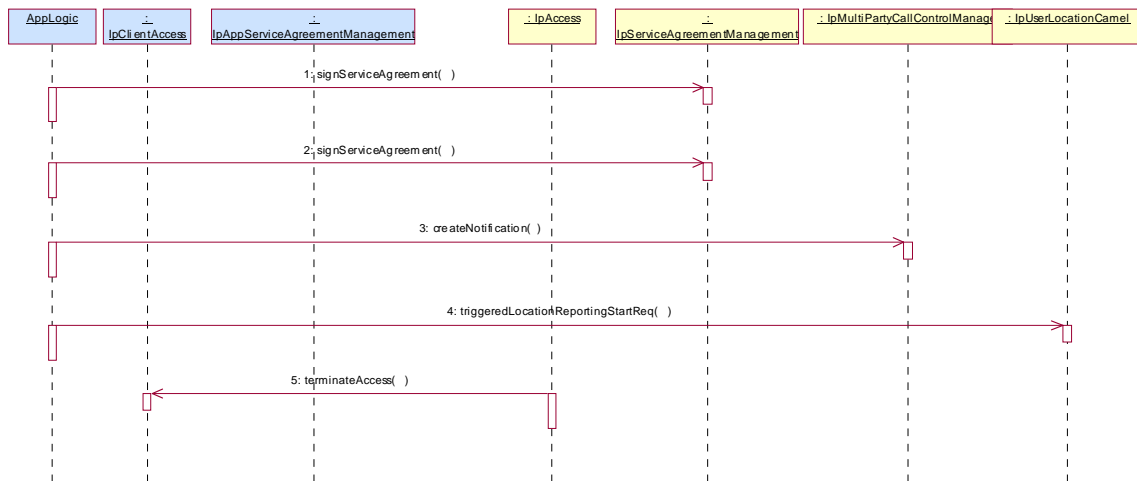 AppLogic
:
IpClientAccess
:
IpAppServiceAgreementManagement
: IpAccess
:
IpServiceAgreementManagement
: IpMultiPartyCallControlManage
: IpUserLocationCamel
1: signServiceAgreement( )
2: signServiceAgreement( )
3: createNotification( )
4: triggeredLocationReportingStartReq( )
5: terminateAccess( )